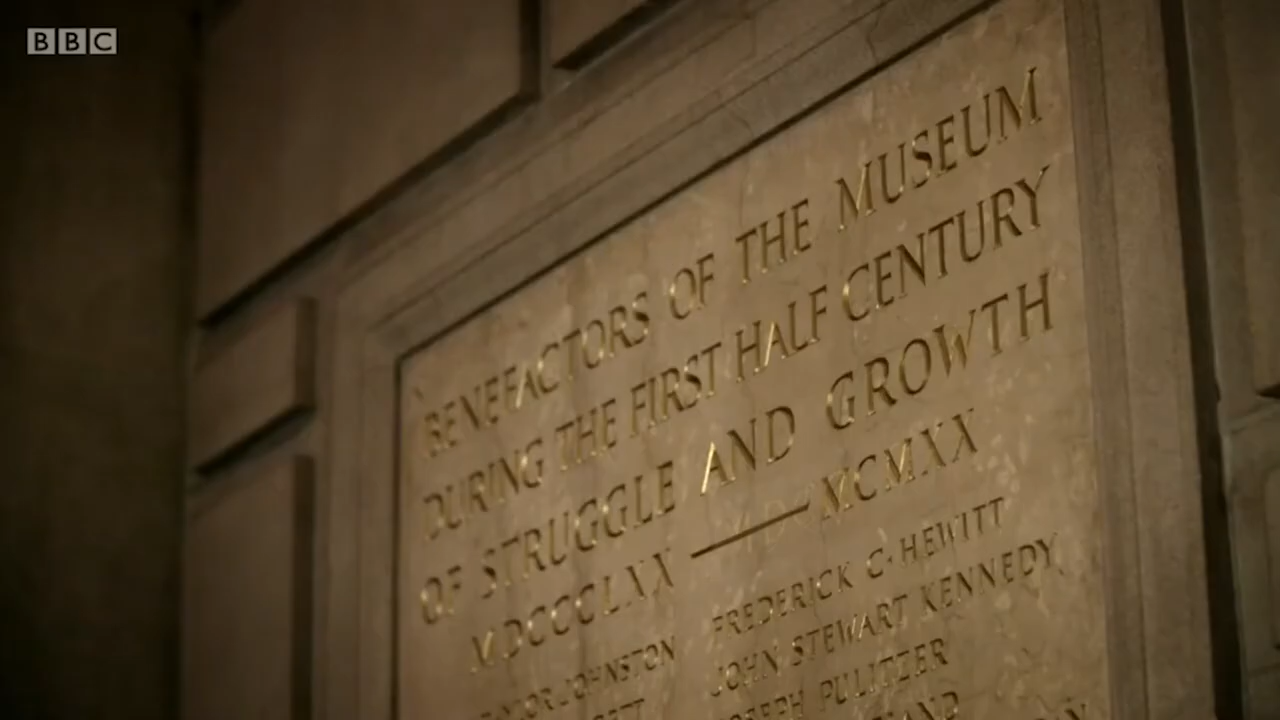 BBC
BENEFACTORS OF THE MUSEUM
DURING THE FIRST HALF CENTURY
OF STRUGGLE AND GROWTH
MDCCCLXX — MCMXX
JOHNSTON FREDERICK C·HEWITT
JOHN STEWART KENNEDY
JOSEPH PULITZER